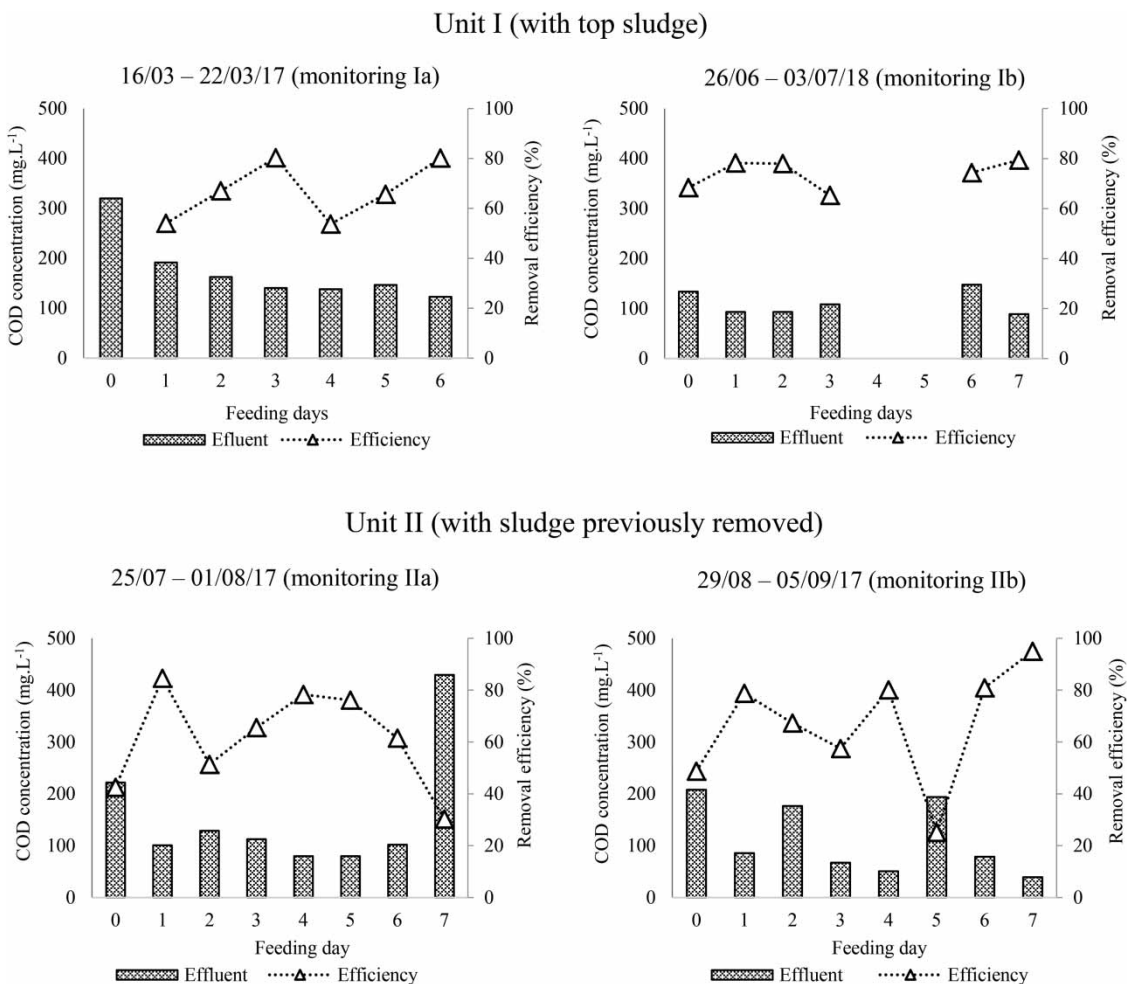 Unit I (with top sludge)
16/03 – 22/03/17 (monitoring Ia)
COD concentration (mg.L⁻¹)
500
400
300
200
100
0
100
80
60
40
20
0
Removal efficiency (%)
0 1 2 3 4 5 6
Feeding days
Efluent Efficiency
26/06 – 03/07/18 (monitoring Ib)
COD concentration (mg.L⁻¹)
500
400
300
200
100
0
100
80
60
40
20
0
Removal efficiency (%)
0 1 2 3 4 5 6 7
Feeding days
Efluent Efficiency
Unit II (with sludge previously removed)
25/07 – 01/08/17 (monitoring IIa)
COD concentration (mg.L⁻¹)
500
400
300
200
100
0
100
80
60
40
20
0
Removal efficiency (%)
0 1 2 3 4 5 6 7
Feeding day
Effluent Efficiency
29/08 – 05/09/17 (monitoring IIb)
COD concentration (mg.L⁻¹)
500
400
300
200
100
0
100
80
60
40
20
0
Removal efficiency (%)
0 1 2 3 4 5 6 7
Feeding day
Effluent Efficiency